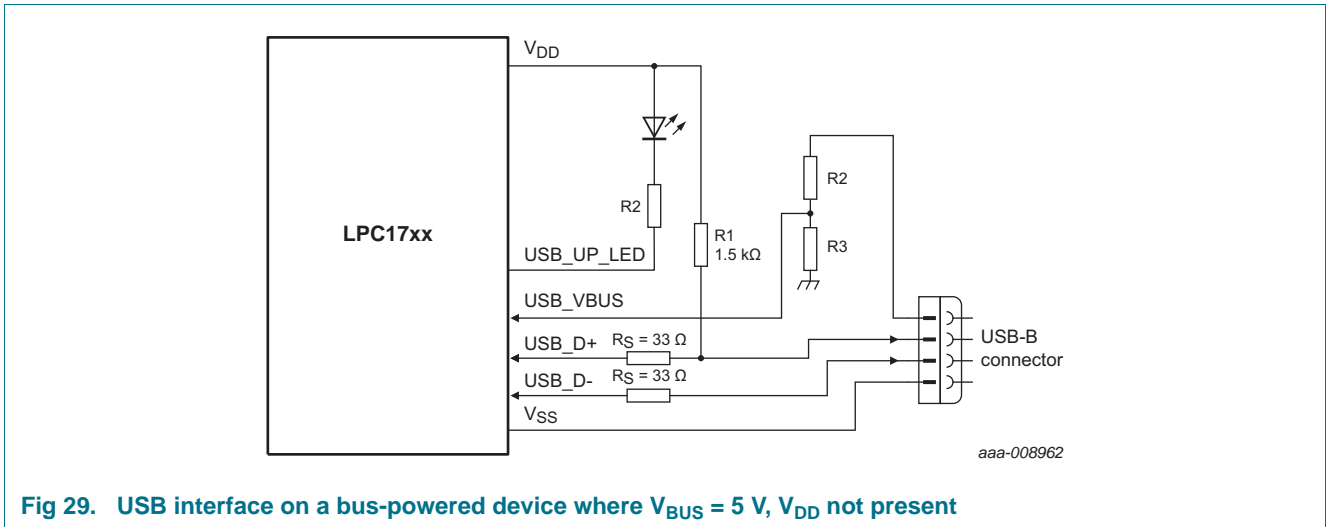 VDD
R2
R2
LPC17xx
R1
1.5 kΩ
R3
USB_UP_LED
USB_VBUS
USB_D+ RS = 33 Ω
USB-B
connector
RS = 33 Ω
USB_D-
VSS
aaa-008962
Fig 29. USB interface on a bus-powered device where VBUS = 5 V, VDD not present